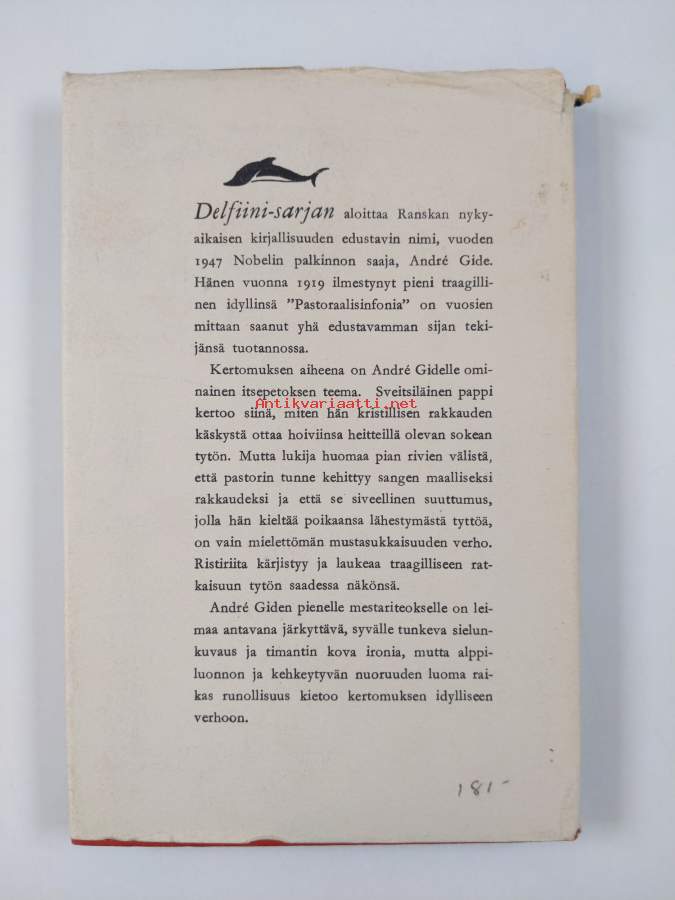 Delfiini-sarjan aloittaa Ranskan nyky-
aikaisen kirjallisuuden edustavin nimi, vuoden
1947 Nobelin palkinnon saaja, André Gide.
Hänen vuonna 1919 ilmestynyt pieni traagilli-
nen idyllinsä ”Pastoraalisinfonia” on vuosien
mittaan saanut yhä edustavamman sijan teki-
jänsä tuotannossa.
Kertomuksen aiheena on André Gidelle omi-
nainen itsepetoksen teema. Sveitsiläinen pappi
Antikvariaatti.net
kertoo siinä, miten hän kristillisen rakkauden
käskystä ottaa hoiviinsa heitteillä olevan sokean
tytön. Mutta lukija huomaa pian rivien välistä,
että pastorin tunne kehittyy sangen maalliseksi
rakkaudeksi ja että se siveellinen suuttumus,
jolla hän kieltää poikaansa lähestymästä tyttöä,
on vain mielettömän mustasukkaisuuden verho.
Ristiriita kärjistyy ja laukeaa traagilliseen rat-
kaisuun tytön saadessa näkönsä.
André Giden pienelle mestariteokselle on lei-
maa antavana järkyttävä, syvälle tunkeva sielun-
kuvaus ja timantin kova ironia, mutta alppi-
luonnon ja kehkeytyvän nuoruuden luoma rai-
kas runollisuus kietoo kertomuksen idylliseen
verhoon.
181-